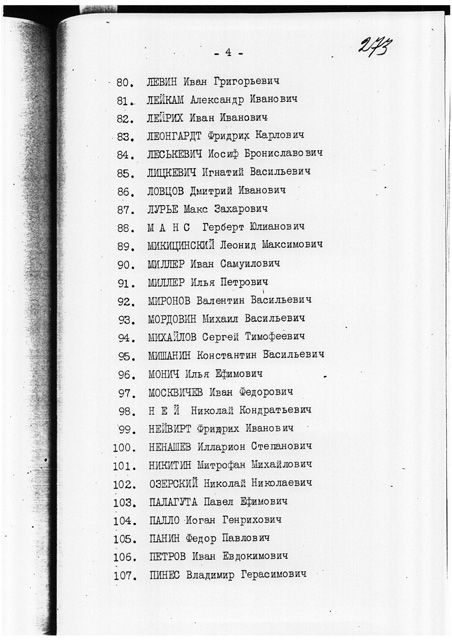 - 4 -
273
80. ЛЕВИН Иван Григорьевич
81. ЛЕЙКАМ Александр Иванович
82. ЛЕЙРИХ Иван Иванович
83. ЛЕОНГАРДТ Фридрих Карлович
84. ЛЕСЬКЕВИЧ Иосиф Брониславович
85. ЛИЦКЕВИЧ Игнатий Васильевич
86. ЛОВЦОВ Дмитрий Иванович
87. ЛУРЬЕ Макс Захарович
88. М А Н С Герберт Юлианович
89. МИКИЦИНСКИЙ Леонид Максимович
90. МИЛЛЕР Иван Самуилович
91. МИЛЛЕР Илья Петрович
92. МИРОНОВ Валентин Васильевич
93. МОРДОВИН Михаил Васильевич
94. МИХАЙЛОВ Сергей Тимофеевич
95. МИШАНИН Константин Васильевич
96. МОНИЧ Илья Ефимович
97. МОСКВИЧЕВ Иван Федорович
98. Н Е Й Николай Кондратьевич
99. НЕЙВИРТ Фридрих Иванович
100. НЕНАШЕВ Илларион Степанович
101. НИКИТИН Митрофан Михайлович
102. ОЗЕРСКИЙ Николай Николаевич
103. ПАЛАГУТА Павел Ефимович
104. ПАЛЛО Иоган Генрихович
105. ПАНИН Федор Павлович
106. ПЕТРОВ Иван Евдокимович
107. ПИНЕС Владимир Герасимович